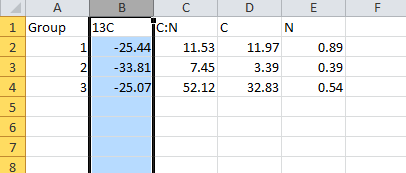 A B C D E F
1 Group 13C C:N C N
2 1 -25.44 11.53 11.97 0.89
3 2 -33.81 7.45 3.39 0.39
4 3 -25.07 52.12 32.83 0.54
5
6
7
8